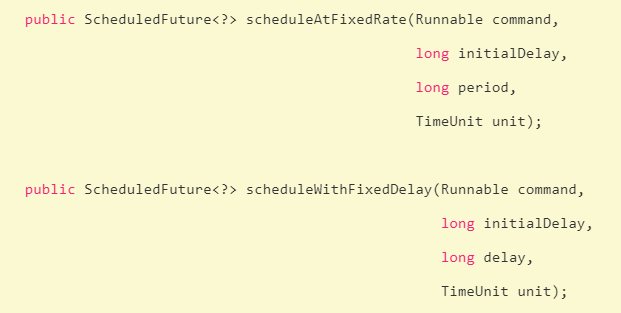 public ScheduledFuture<?> scheduleAtFixedRate(Runnable command,
long initialDelay,
long period,
TimeUnit unit);
public ScheduledFuture<?> scheduleWithFixedDelay(Runnable command,
long initialDelay,
long delay,
TimeUnit unit);